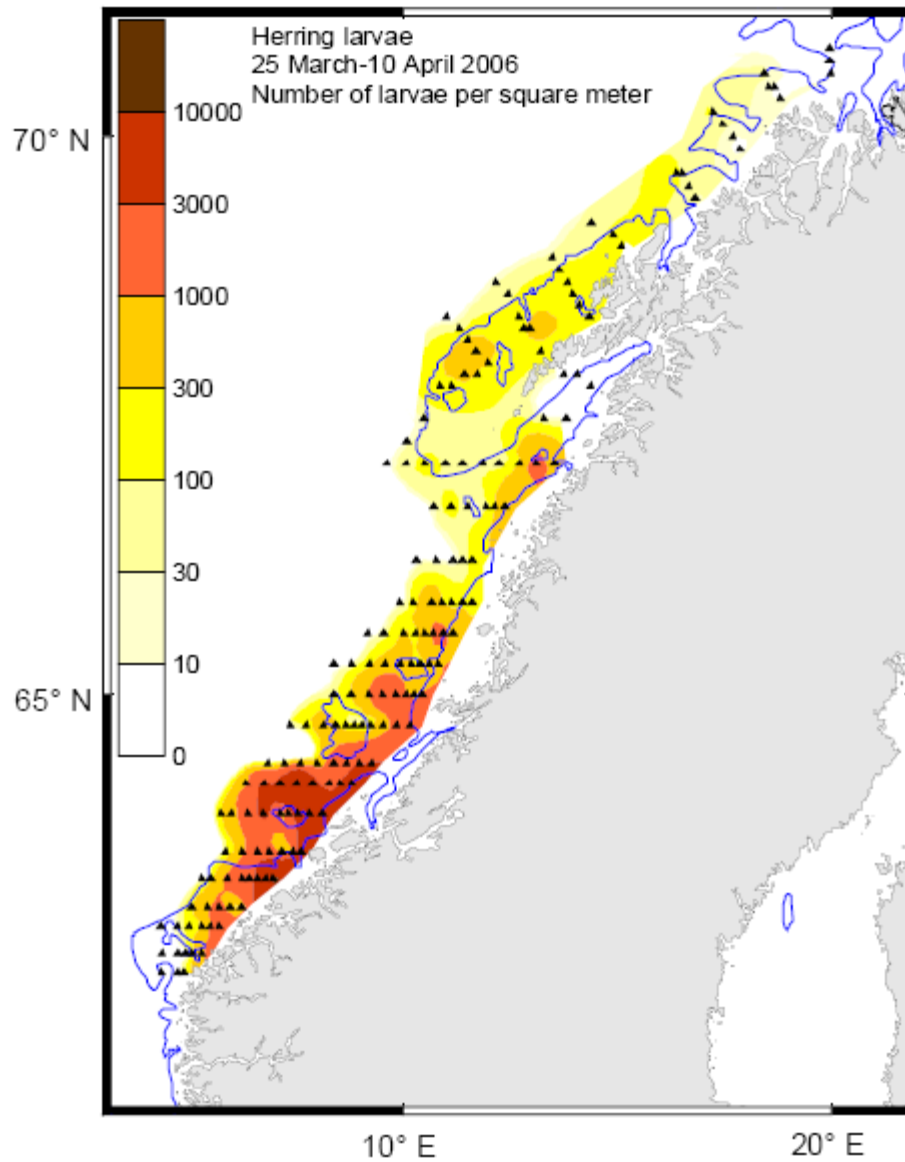 Herring larvae
25 March-10 April 2006
Number of larvae per square meter
10000
3000
1000
300
100
30
10
0
70° N
65° N
10° E
20° E